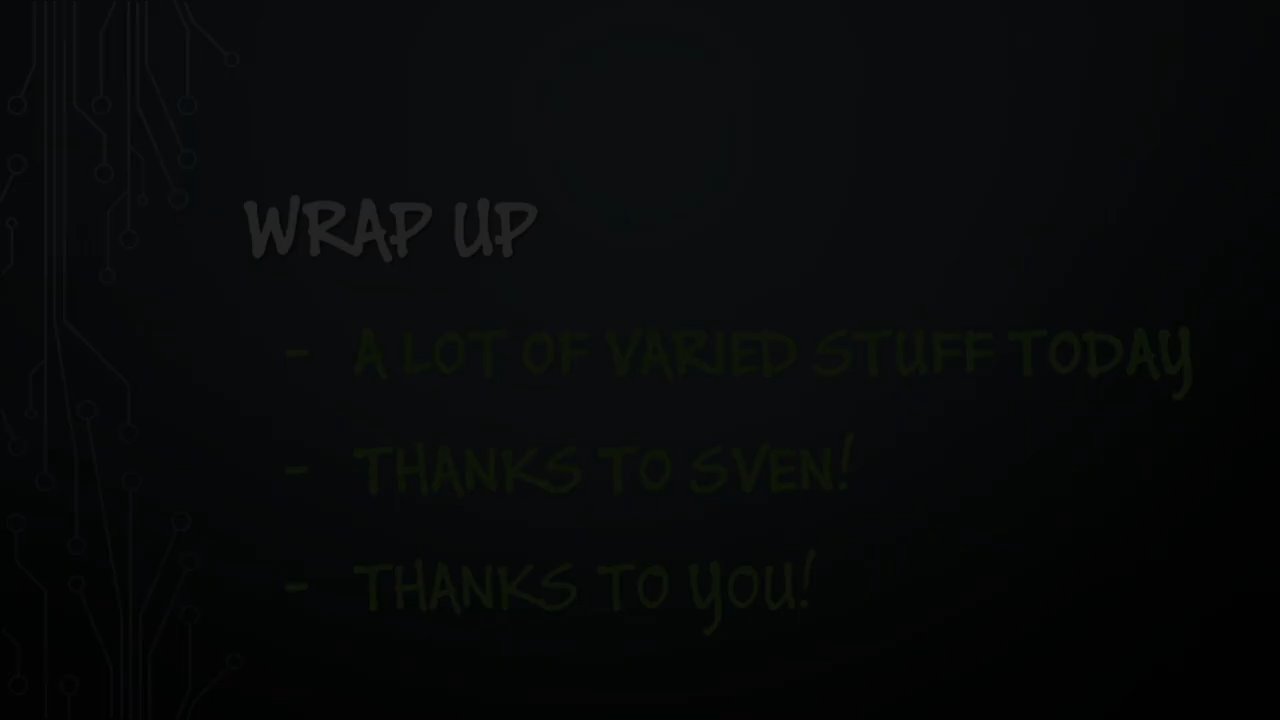 WRAP UP
- A LOT OF VARIED STUFF TODAY
- THANKS TO SVEN!
- THANKS TO YOU!